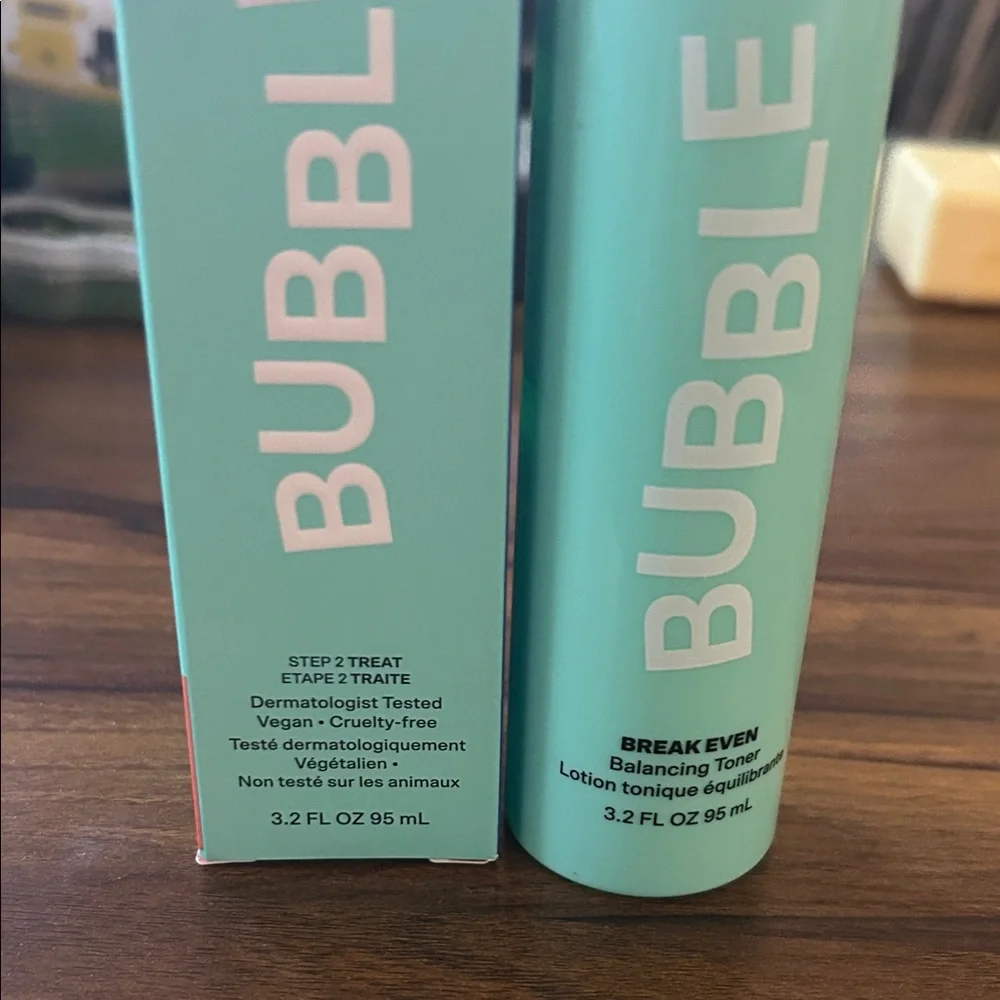 BUBBL
STEP 2 TREAT
ETAPE 2 TRAITE
Dermatologist Tested
Vegan • Cruelty-free
Testé dermatologiquement
Végétalien •
Non testé sur les animaux
3.2 FL OZ 95 mL
BUBBLE
BREAK EVEN
Balancing Toner
Lotion tonique équilibrante
3.2 FL OZ 95 mL